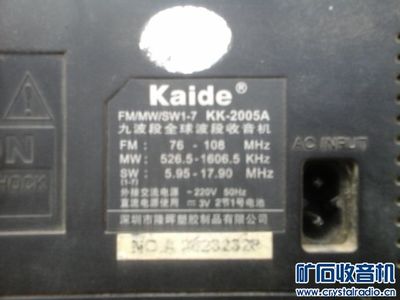 Kaide®
FM/MW/SW1-7 KK-2005A
九波段全球波段收音机
FM: 76 - 108 MHz
MW: 526.5-1606.5 KHz
SW: 5.95-17.90 MHz
(1-7)
外接交流电源 ~220V 50Hz
直流电源使用 3V 2节1号电池
深圳市隆晖塑胶制品有限公司
AC INPUT
ON
SHOCK
矿石收音机
www.crystalradio.cn